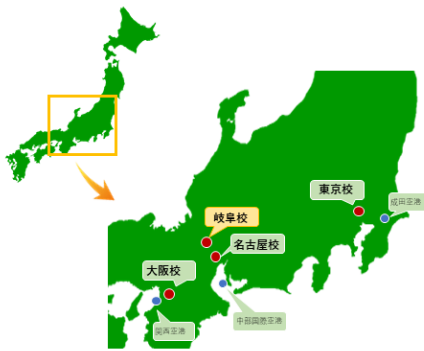 東京校
成田空港
岐阜校
名古屋校
大阪校
関西空港
中部国際空港